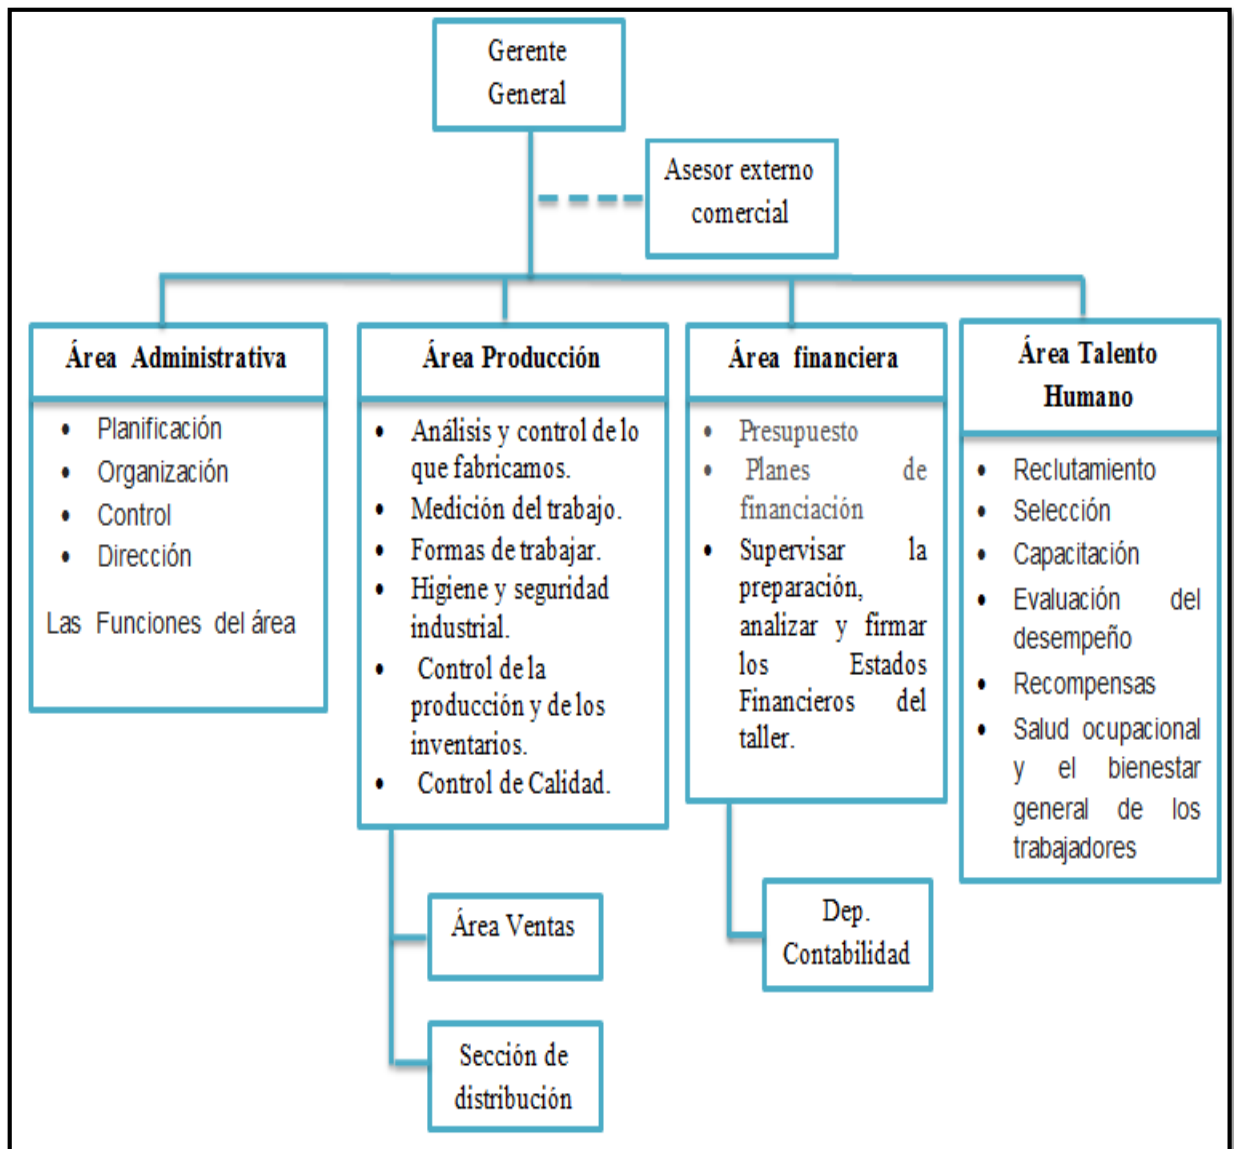 Gerente
General
Asesor externo
comercial
Área Administrativa
• Planificación
• Organización
• Control
• Dirección
Las Funciones del área
Área Producción
• Análisis y control de lo
que fabricamos.
• Medición del trabajo.
• Formas de trabajar.
• Higiene y seguridad
industrial.
• Control de la
producción y de los
inventarios.
• Control de Calidad.
Área financiera
• Presupuesto
• Planes de
financiación
• Supervisar la
preparación,
analizar y firmar
los Estados
Financieros del
taller.
Área Talento
Humano
• Reclutamiento
• Selección
• Capacitación
• Evaluación del
desempeño
• Recompensas
• Salud ocupacional
y el bienestar
general de los
trabajadores
Área Ventas
Sección de
distribución
Dep.
Contabilidad